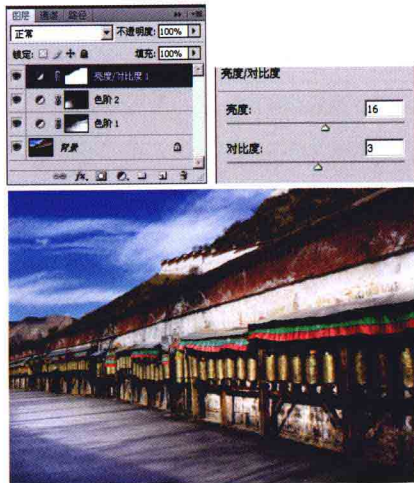 图层 通道 路径
正常 不透明度: 100%
锁定: 填充: 100%
亮度/对比度 1
色阶 2
色阶 1
背景
fx.
亮度/对比度
亮度: 16
对比度: 3